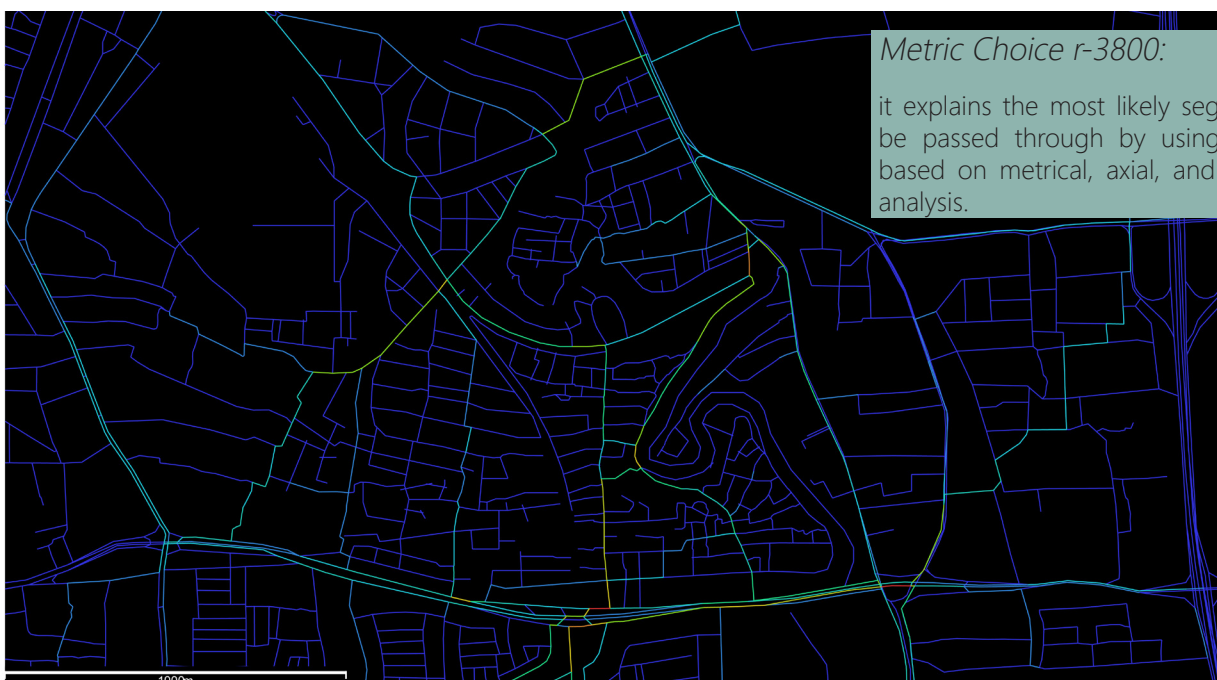 Metric Choice r-3800:
it explains the most likely seg
be passed through by using
based on metrical, axial, and
analysis.
1000m